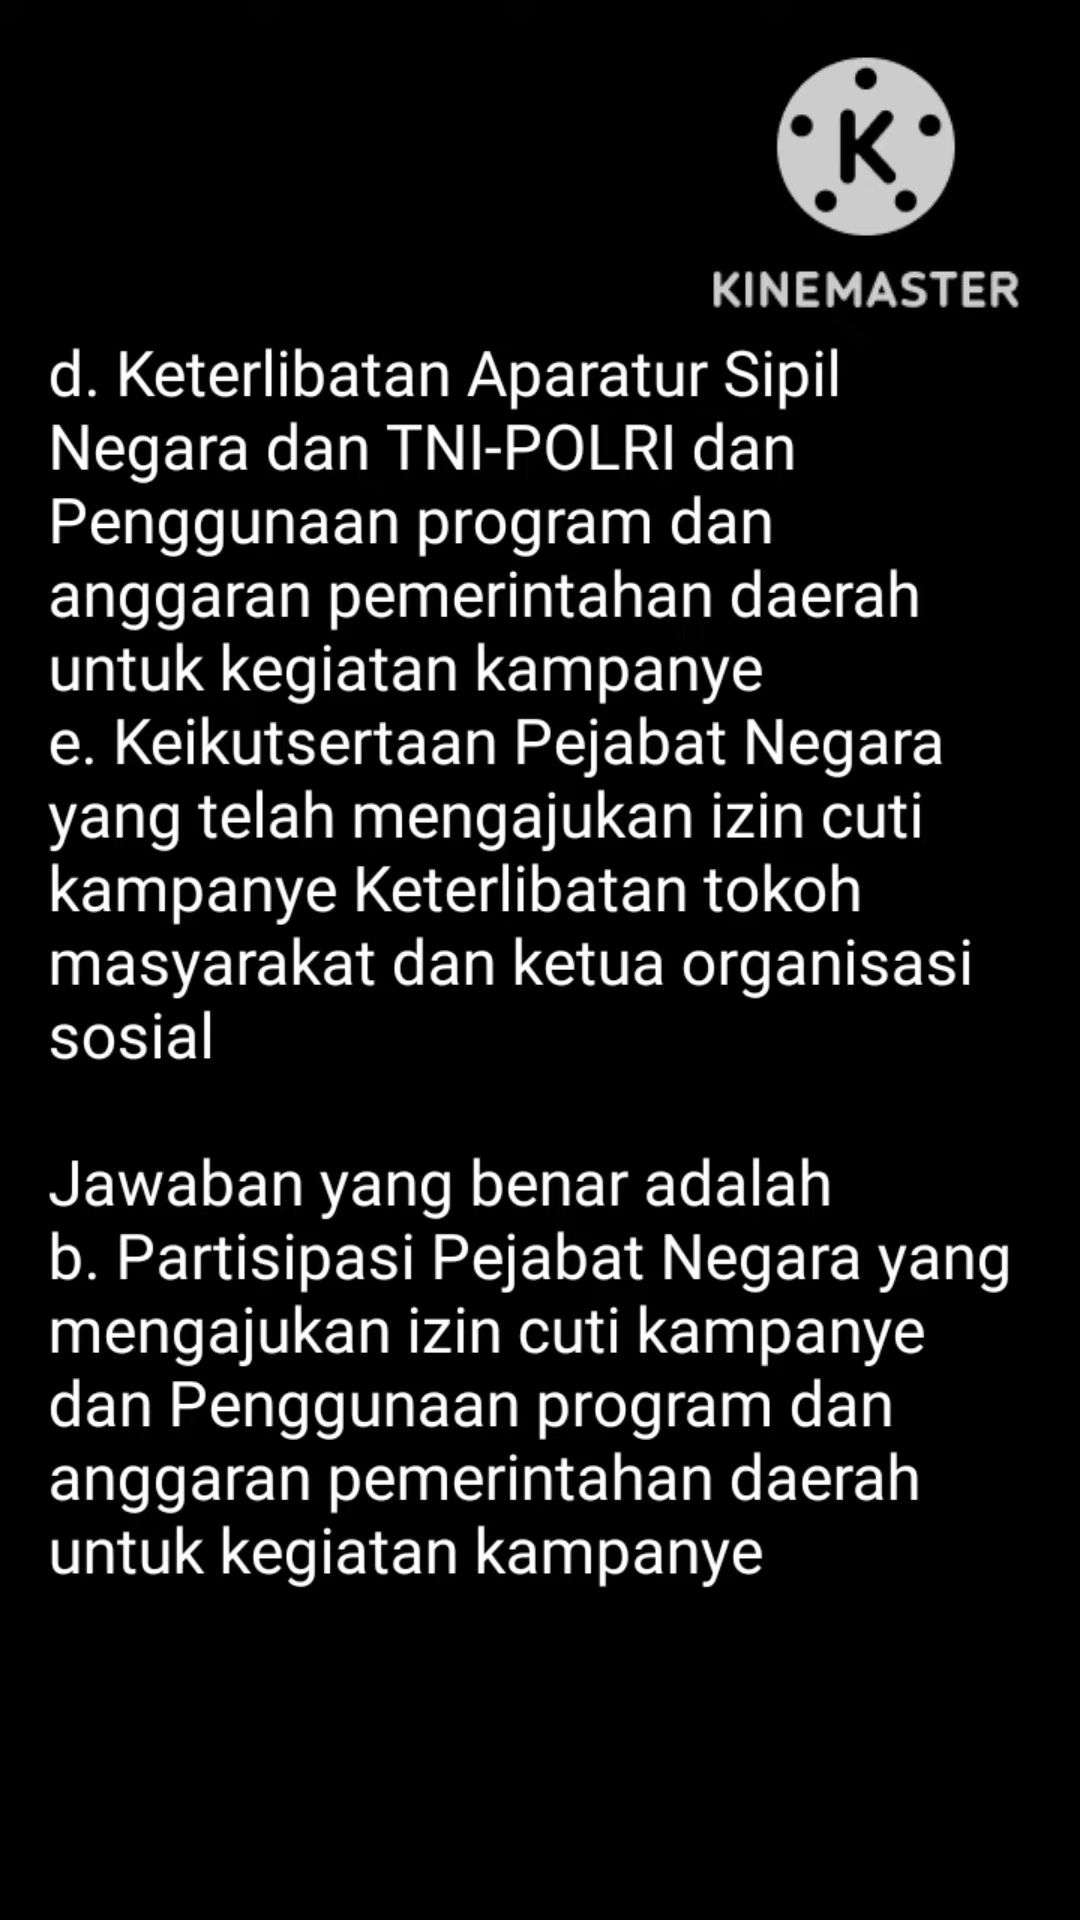 K
KINEMASTER
d. Keterlibatan Aparatur Sipil
Negara dan TNI-POLRI dan
Penggunaan program dan
anggaran pemerintahan daerah
untuk kegiatan kampanye
e. Keikutsertaan Pejabat Negara
yang telah mengajukan izin cuti
kampanye Keterlibatan tokoh
masyarakat dan ketua organisasi
sosial
Jawaban yang benar adalah
b. Partisipasi Pejabat Negara yang
mengajukan izin cuti kampanye
dan Penggunaan program dan
anggaran pemerintahan daerah
untuk kegiatan kampanye